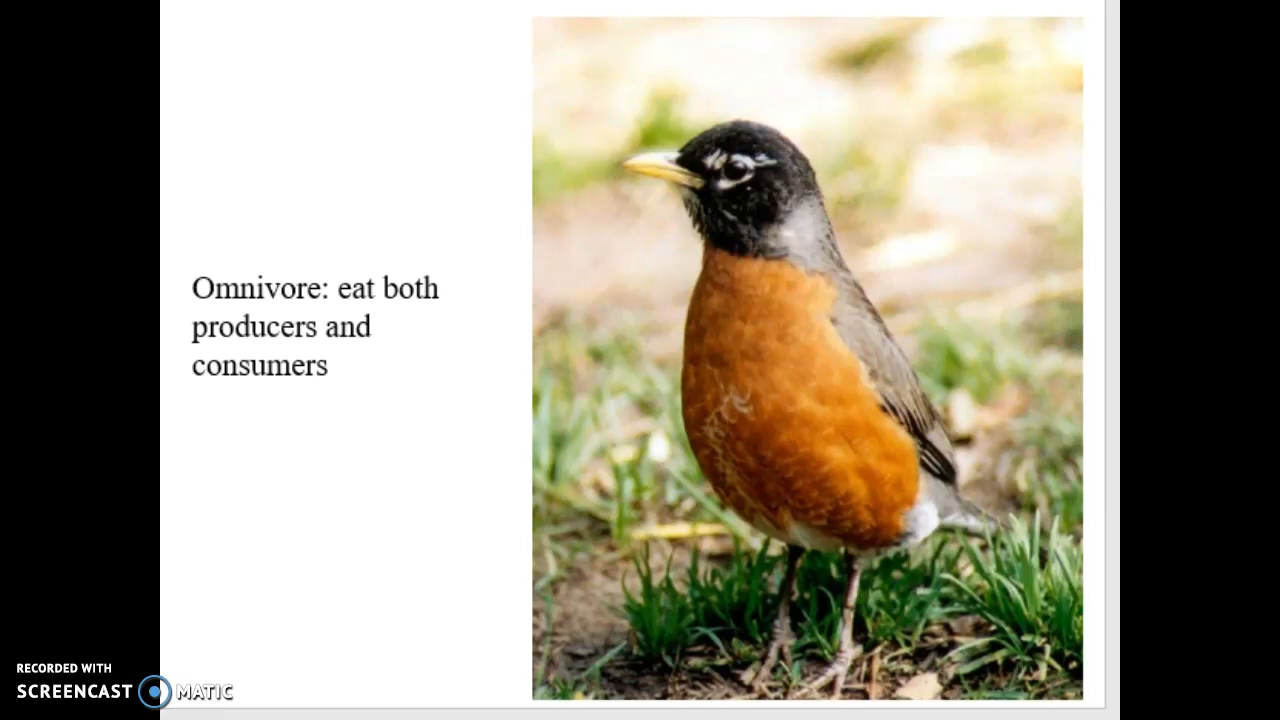 Omnivore: eat both
producers and
consumers
RECORDED WITH
SCREENCAST MATIC